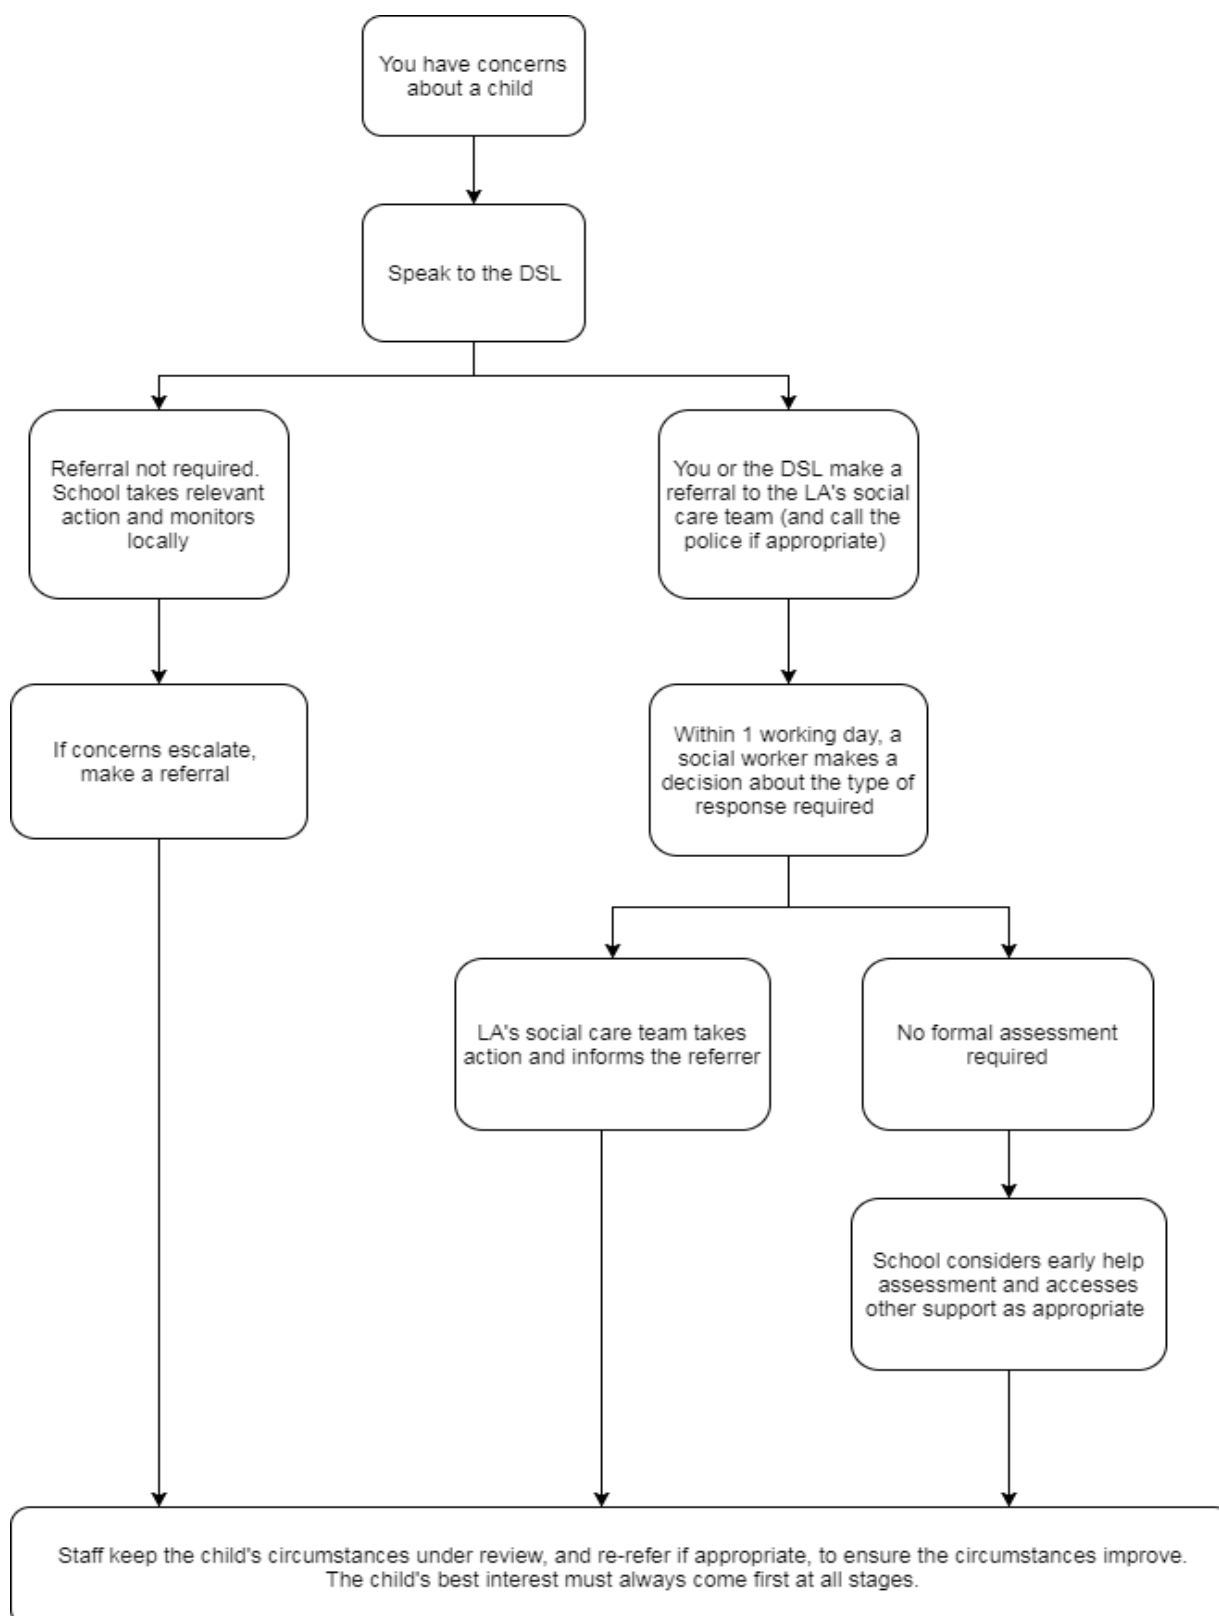 You have concerns
about a child
Speak to the DSL
Referral not required.
School takes relevant
action and monitors
locally
You or the DSL make a
referral to the LA's social
care team (and call the
police if appropriate)
If concerns escalate,
make a referral
Within 1 working day, a
social worker makes a
decision about the type of
response required
LA's social care team takes
action and informs the referrer
No formal assessment
required
School considers early help
assessment and accesses
other support as appropriate
Staff keep the child's circumstances under review, and re-refer if appropriate, to ensure the circumstances improve.
The child's best interest must always come first at all stages.